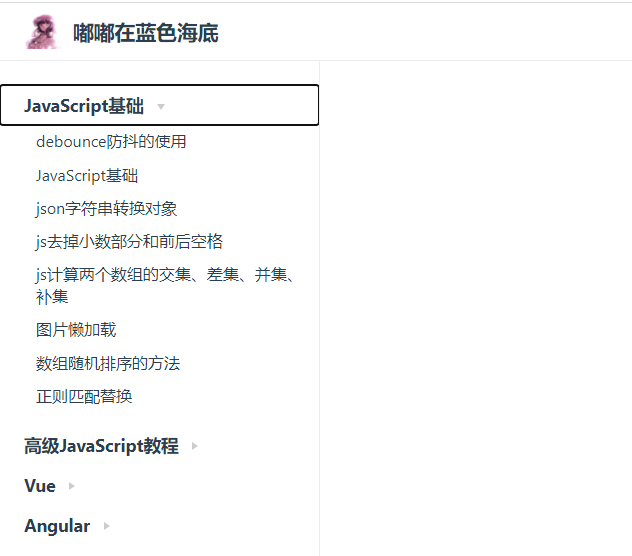 嘟嘟在蓝色海底
JavaScript基础
debounce防抖的使用
JavaScript基础
json字符串转换对象
js去掉小数部分和前后空格
js计算两个数组的交集、差集、并集、
补集
图片懒加载
数组随机排序的方法
正则匹配替换
高级JavaScript教程
Vue
Angular